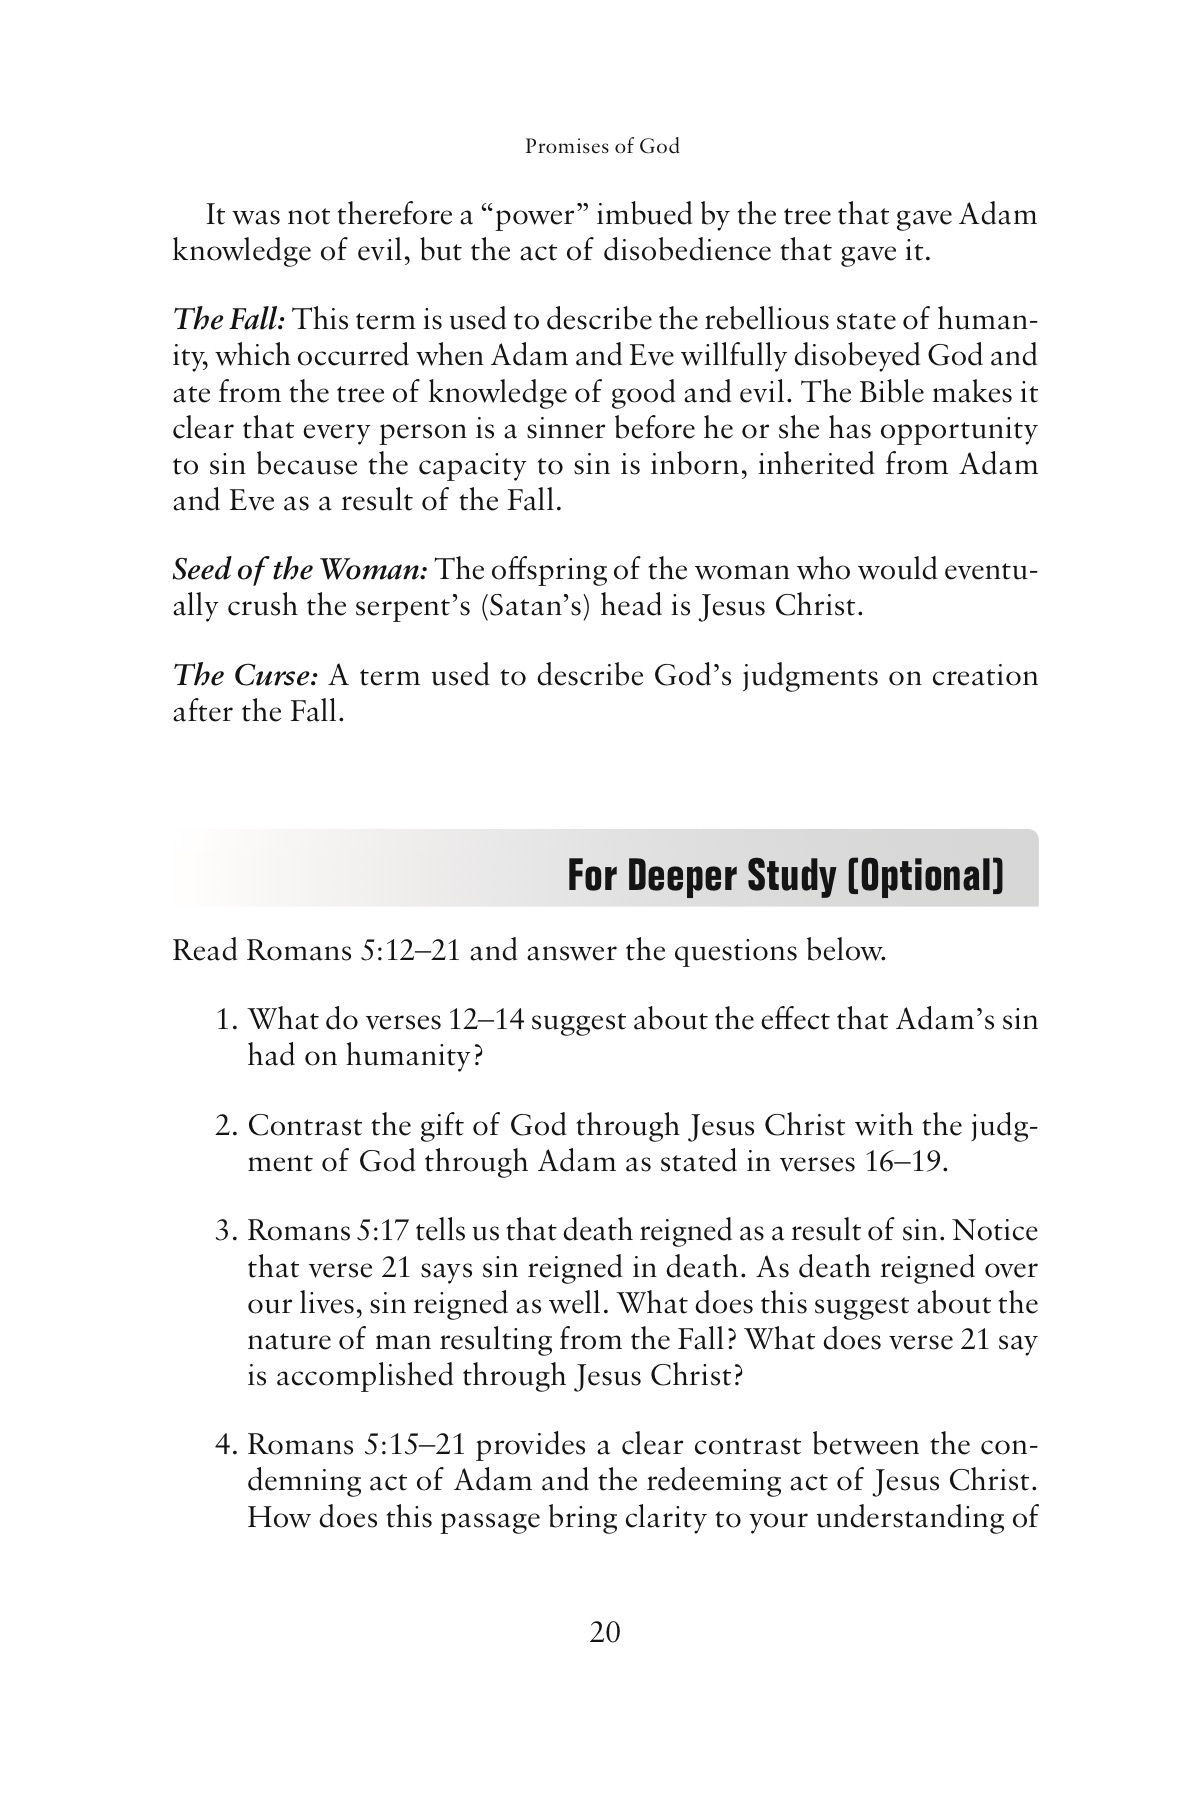 Promises of God
It was not therefore a “power” imbued by the tree that gave Adam
knowledge of evil, but the act of disobedience that gave it.
The Fall: This term is used to describe the rebellious state of human-
ity, which occurred when Adam and Eve willfully disobeyed God and
ate from the tree of knowledge of good and evil. The Bible makes it
clear that every person is a sinner before he or she has opportunity
to sin because the capacity to sin is inborn, inherited from Adam
and Eve as a result of the Fall.
Seed of the Woman: The offspring of the woman who would eventu-
ally crush the serpent’s (Satan’s) head is Jesus Christ.
The Curse: A term used to describe God’s judgments on creation
after the Fall.
For Deeper Study (Optional)
Read Romans 5:12–21 and answer the questions below.
1. What do verses 12–14 suggest about the effect that Adam’s sin
had on humanity?
2. Contrast the gift of God through Jesus Christ with the judg-
ment of God through Adam as stated in verses 16–19.
3. Romans 5:17 tells us that death reigned as a result of sin. Notice
that verse 21 says sin reigned in death. As death reigned over
our lives, sin reigned as well. What does this suggest about the
nature of man resulting from the Fall? What does verse 21 say
is accomplished through Jesus Christ?
4. Romans 5:15–21 provides a clear contrast between the con-
demning act of Adam and the redeeming act of Jesus Christ.
How does this passage bring clarity to your understanding of
20